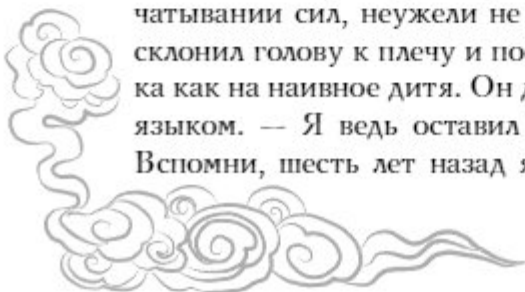 чатывании сил, неужели не
склонил голову к плечу и по
ка как на наивное дитя. Он д
языком. — Я ведь оставил
Вспомни, шесть лет назад я